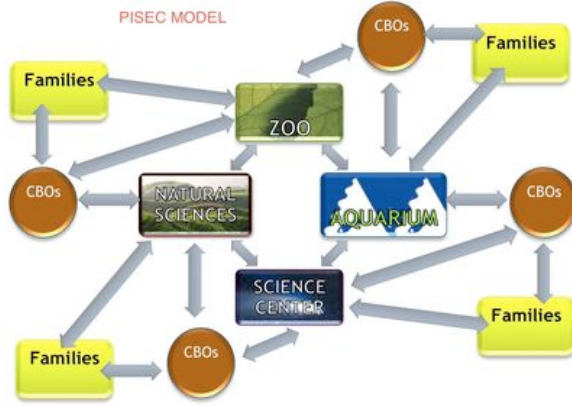 PISEC MODEL
CBOs
Families
Families
ZOO
CBOs
NATURAL
SCIENCES
AQUARIUM
CBOs
SCIENCE
CENTER
Families
Families
CBOs